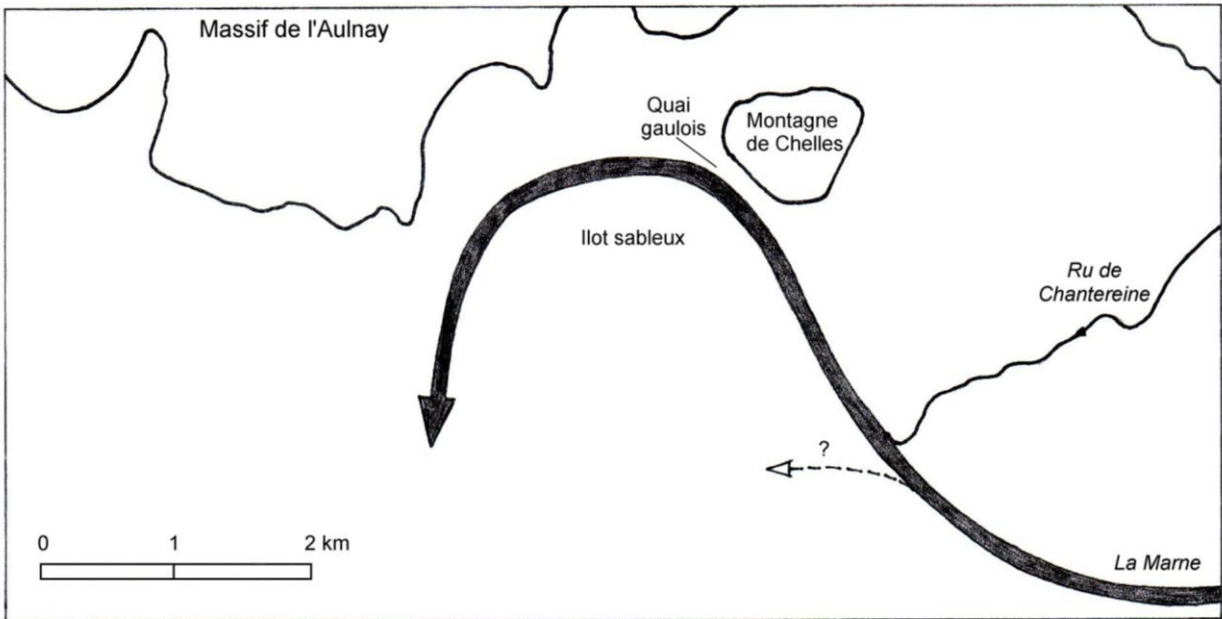 Massif de l'Aulnay
Quai
gaulois
Montagne
de Chelles
Ilot sableux
Ru de
Chantereine
?
0 1 2 km
La Marne